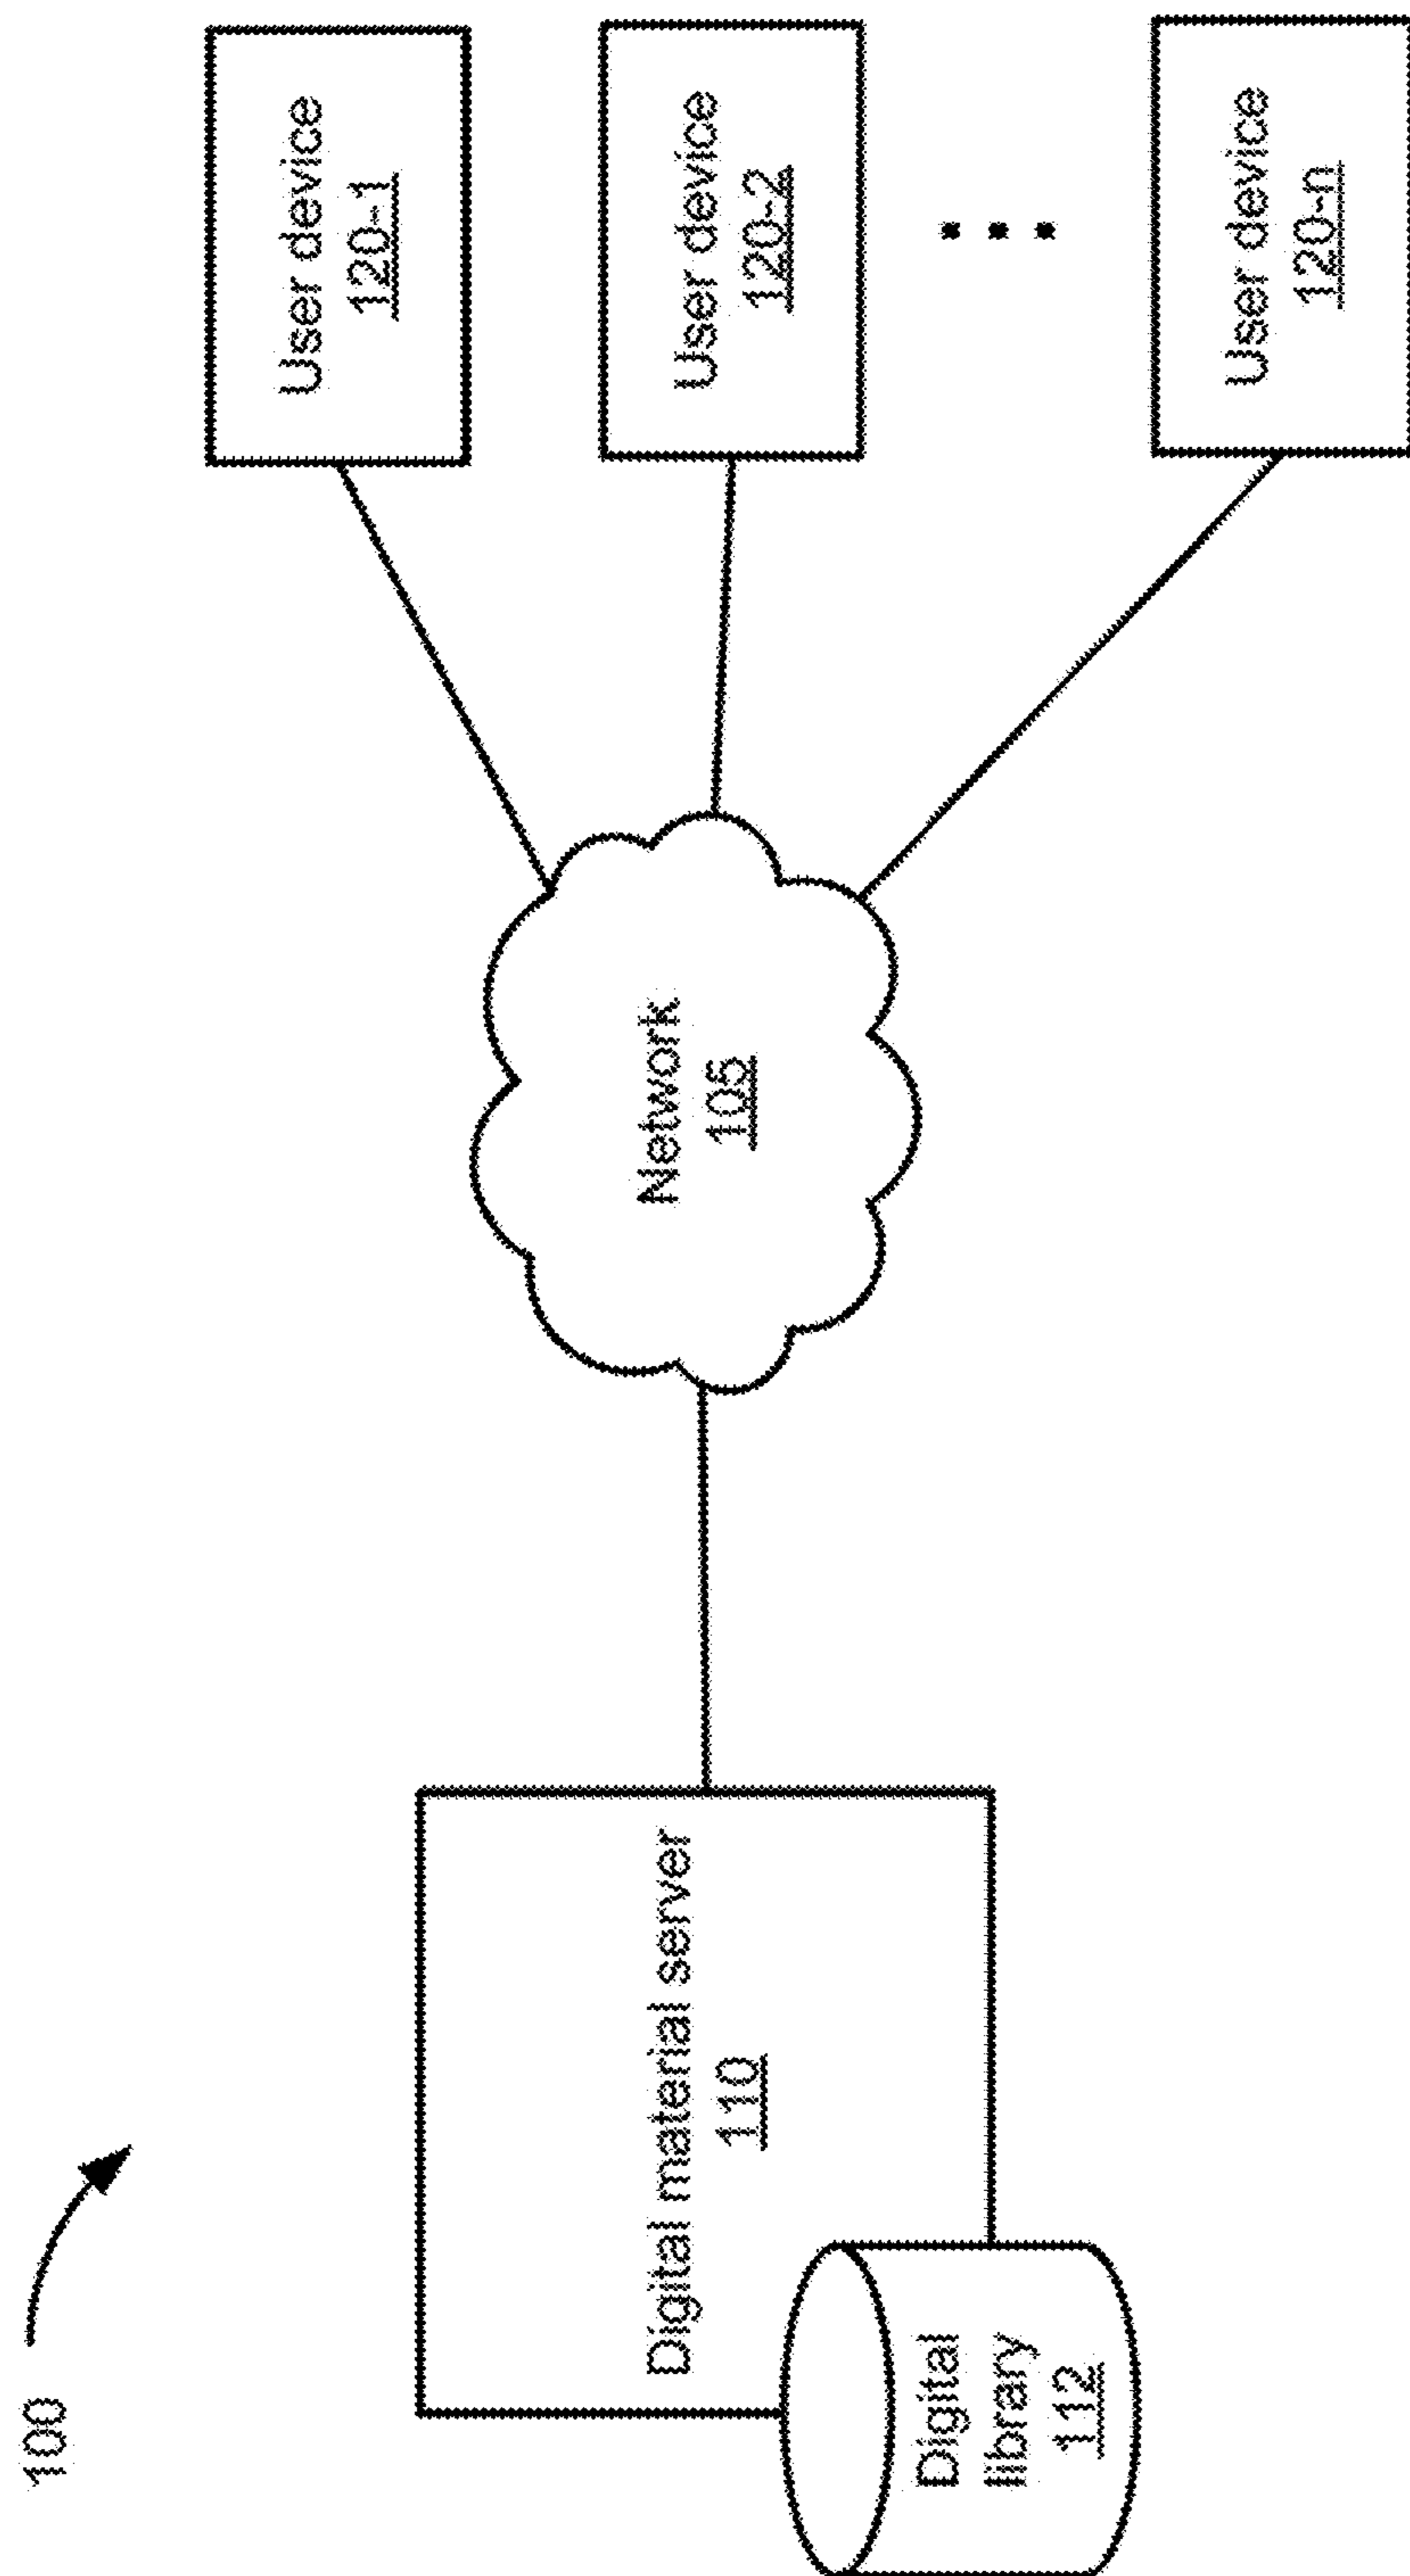 100
Digital material server
110
Digital
library
112
Network
105
User device
120-1
User device
120-2
User device
120-n